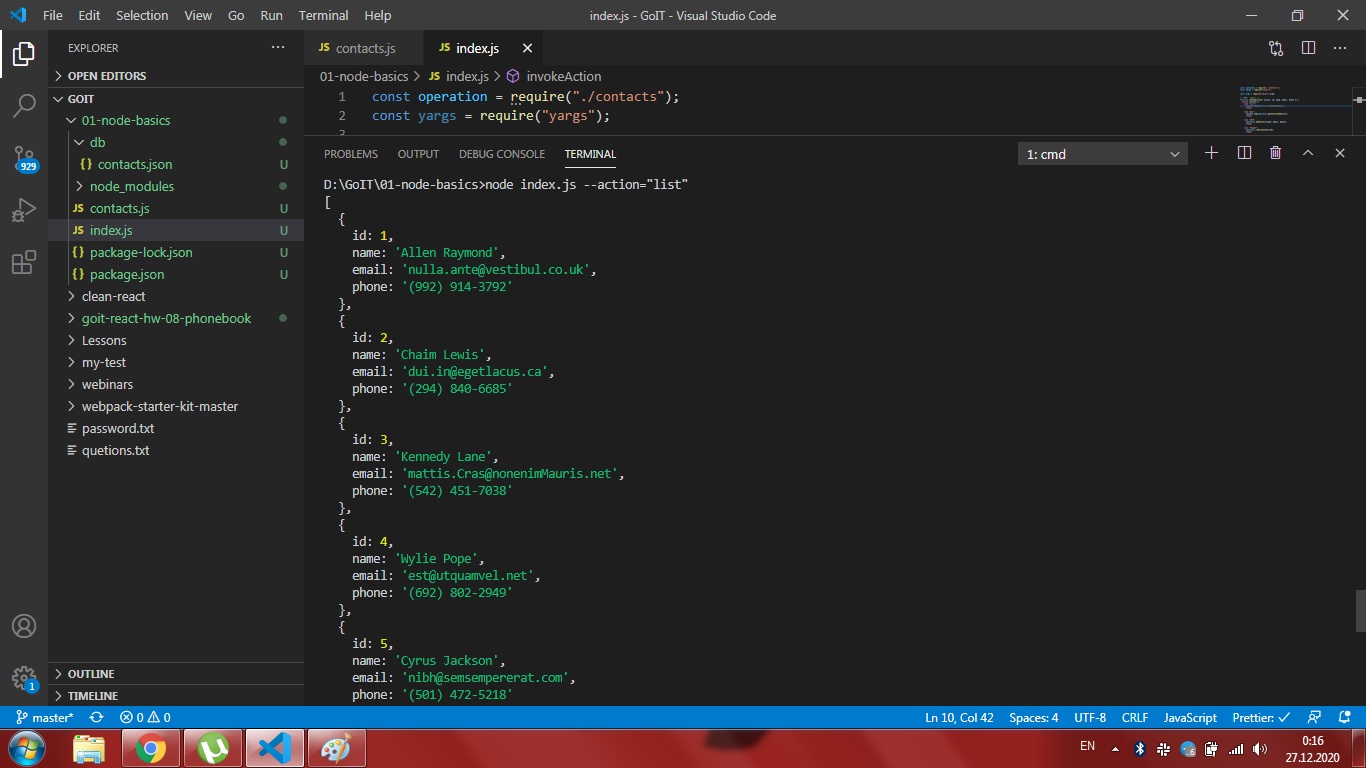 File Edit Selection View Go Run Terminal Help
index.js - GoIT - Visual Studio Code
EXPLORER
OPEN EDITORS
GOIT
01-node-basics
db
{} contacts.json U
node_modules
JS contacts.js U
JS index.js U
{} package-lock.json U
{} package.json U
clean-react
goit-react-hw-08-phonebook
Lessons
my-test
webinars
webpack-starter-kit-master
password.txt
quetions.txt
OUTLINE
TIMELINE
929
1
JS contacts.js JS index.js
01-node-basics > JS index.js > invokeAction
1 const operation = require("./contacts");
2 const yargs = require("yargs");
3
PROBLEMS OUTPUT DEBUG CONSOLE TERMINAL 1: cmd
D:\GoIT\01-node-basics>node index.js --action="list"
[
{
id: 1,
name: 'Allen Raymond',
email: 'nulla.ante@vestibul.co.uk',
phone: '(992) 914-3792'
},
{
id: 2,
name: 'Chaim Lewis',
email: 'dui.in@egetlacus.ca',
phone: '(294) 840-6685'
},
{
id: 3,
name: 'Kennedy Lane',
email: 'mattis.Cras@nonenimMauris.net',
phone: '(542) 451-7038'
},
{
id: 4,
name: 'Wylie Pope',
email: 'est@utquamvel.net',
phone: '(692) 802-2949'
},
{
id: 5,
name: 'Cyrus Jackson',
email: 'nibh@semsempererat.com',
phone: '(501) 472-5218'
master* 0 0 Ln 10, Col 42 Spaces: 4 UTF-8 CRLF JavaScript Prettier: ✓
EN
0:16
27.12.2020